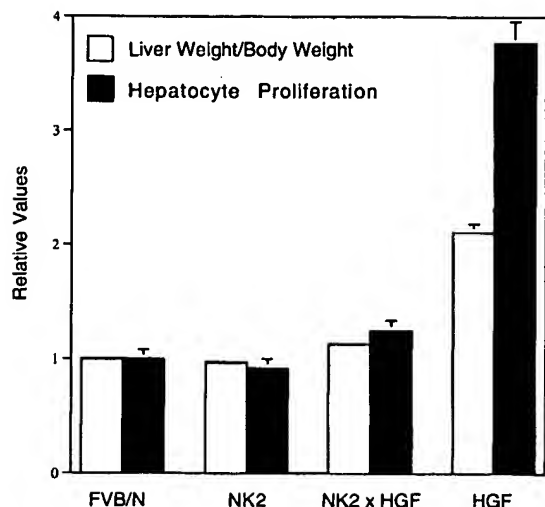 4
Liver Weight/Body Weight
Hepatocyte Proliferation
3
Relative Values
2
1
0
FVB/N NK2 NK2 x HGF HGF